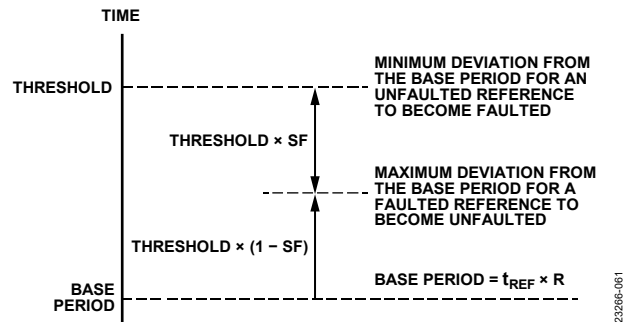 TIME
THRESHOLD
MINIMUM DEVIATION FROM
THE BASE PERIOD FOR AN
UNFAULTED REFERENCE
TO BECOME FAULTED
THRESHOLD × SF
MAXIMUM DEVIATION FROM
THE BASE PERIOD FOR A
FAULTED REFERENCE TO
BECOME UNFAULTED
THRESHOLD × (1 − SF)
BASE
PERIOD
BASE PERIOD = tREF × R
23266-061